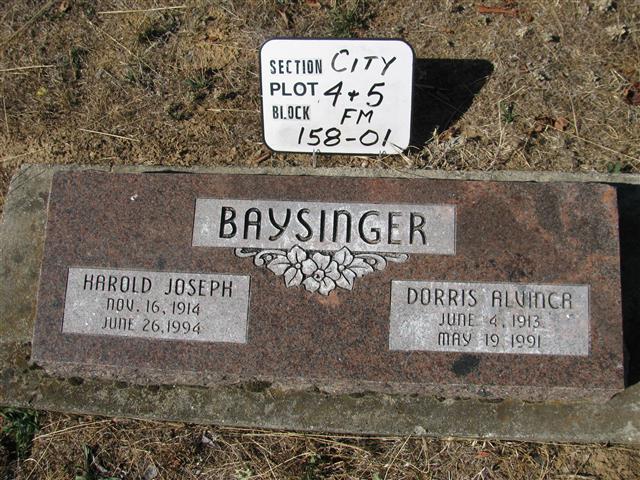 SECTION CITY
PLOT 4+5
BLOCK FM
158-01
BAYSINGER
HAROLD JOSEPH
NOV. 16, 1914
JUNE 26, 1994
DORRIS ALVINCA
JUNE 4, 1913
MAY 19, 1991